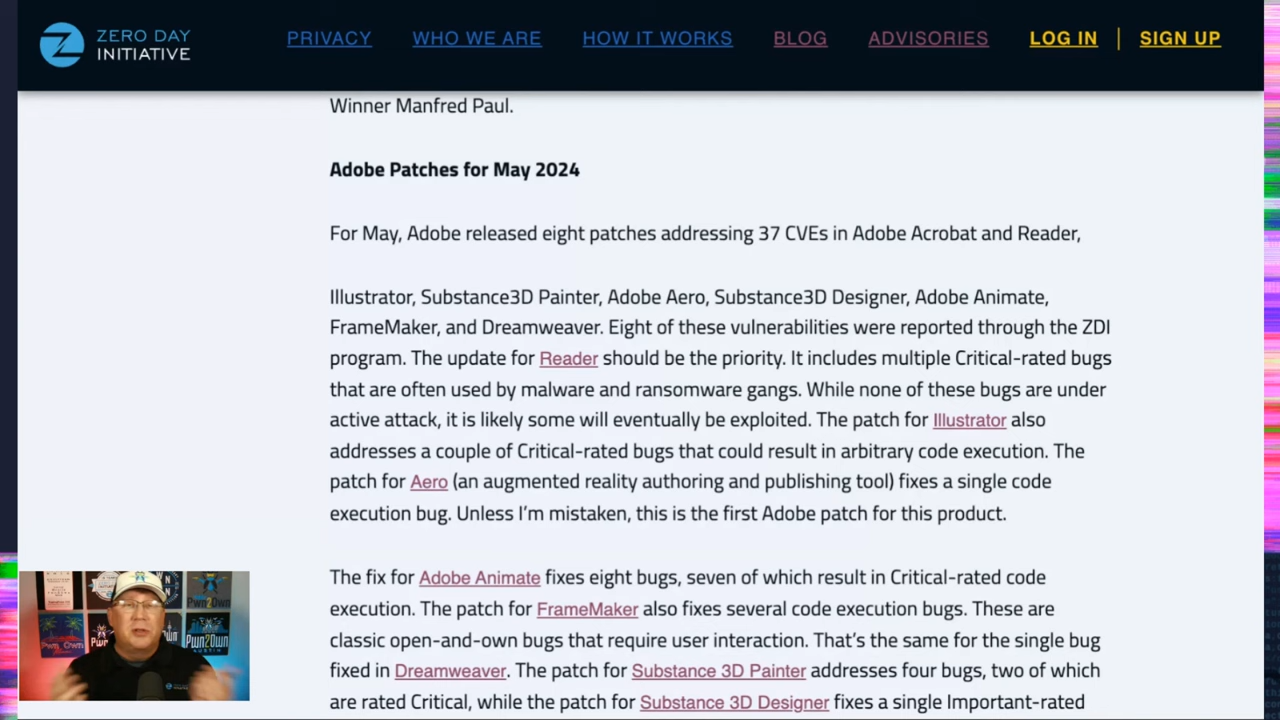 ZERO DAY
INITIATIVE
PRIVACY WHO WE ARE HOW IT WORKS BLOG ADVISORIES LOG IN | SIGN UP
Winner Manfred Paul.
Adobe Patches for May 2024
For May, Adobe released eight patches addressing 37 CVEs in Adobe Acrobat and Reader,
Illustrator, Substance3D Painter, Adobe Aero, Substance3D Designer, Adobe Animate,
FrameMaker, and Dreamweaver. Eight of these vulnerabilities were reported through the ZDI
program. The update for Reader should be the priority. It includes multiple Critical-rated bugs
that are often used by malware and ransomware gangs. While none of these bugs are under
active attack, it is likely some will eventually be exploited. The patch for Illustrator also
addresses a couple of Critical-rated bugs that could result in arbitrary code execution. The
patch for Aero (an augmented reality authoring and publishing tool) fixes a single code
execution bug. Unless I'm mistaken, this is the first Adobe patch for this product.
The fix for Adobe Animate fixes eight bugs, seven of which result in Critical-rated code
execution. The patch for FrameMaker also fixes several code execution bugs. These are
classic open-and-own bugs that require user interaction. That's the same for the single bug
fixed in Dreamweaver. The patch for Substance 3D Painter addresses four bugs, two of which
are rated Critical, while the patch for Substance 3D Designer fixes a single Important-rated
Pwn2Own
Pwn2Own